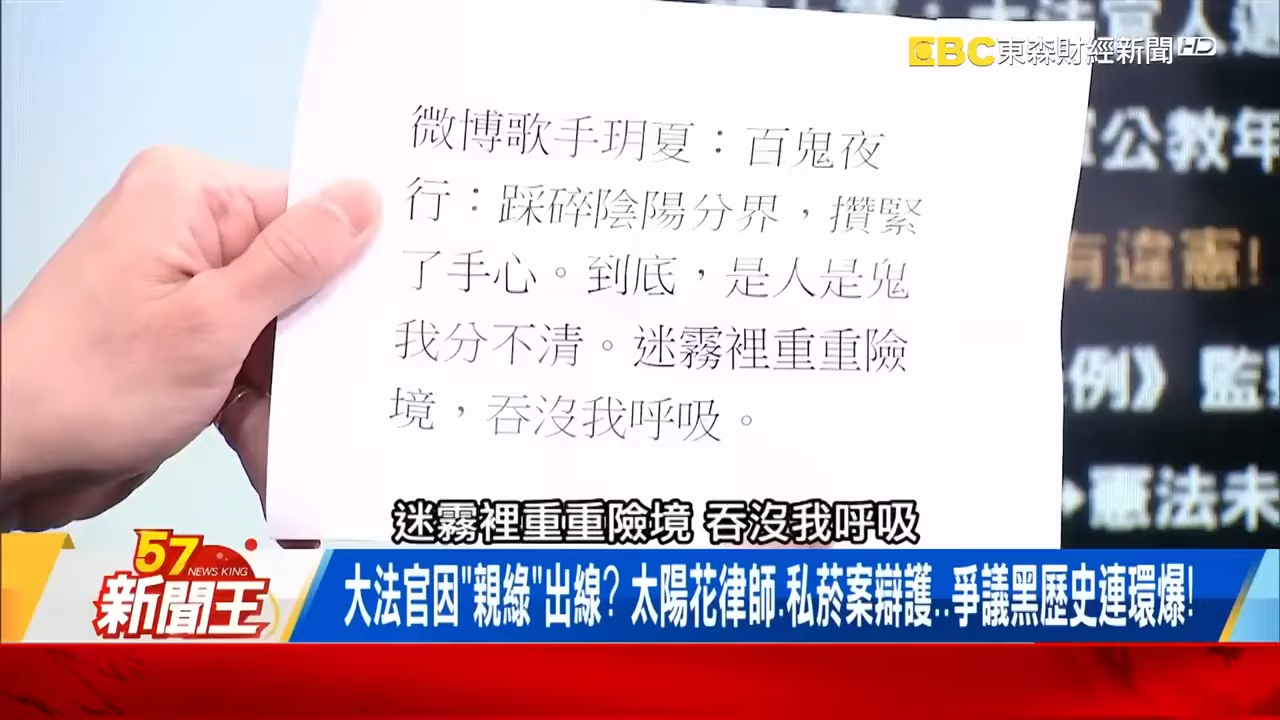 EBC 東森財經新聞 HD
微博歌手玥夏：百鬼夜
行：踩碎陰陽分界，攢緊
了手心。到底，是人是鬼
我分不清。迷霧裡重重險
境，吞沒我呼吸。
公教年
有違憲!
例》監
憲法未
迷霧裡重重險境 吞沒我呼吸
57
NEWS KING
新聞王
大法官因"親綠"出線? 太陽花律師.私菸案辯護..爭議黑歷史連環爆!